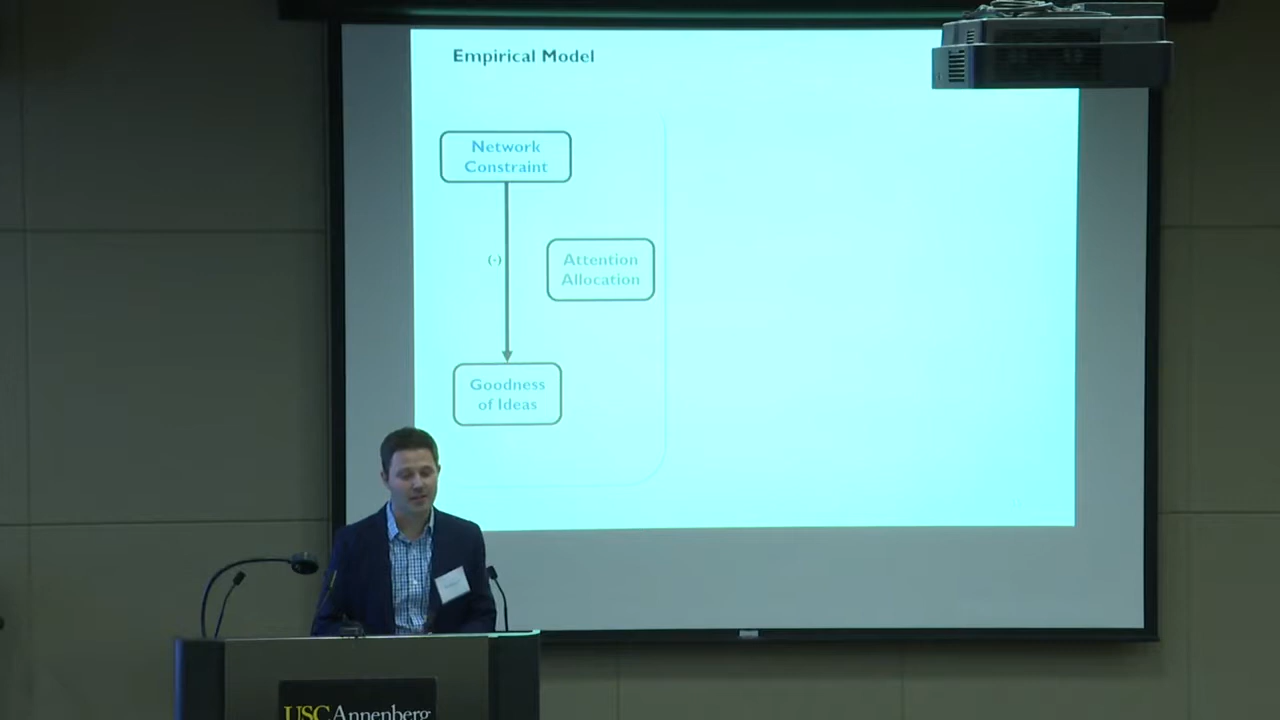 Empirical Model
Network
Constraint
(-)
Attention
Allocation
Goodness
of Ideas
USC Annenberg